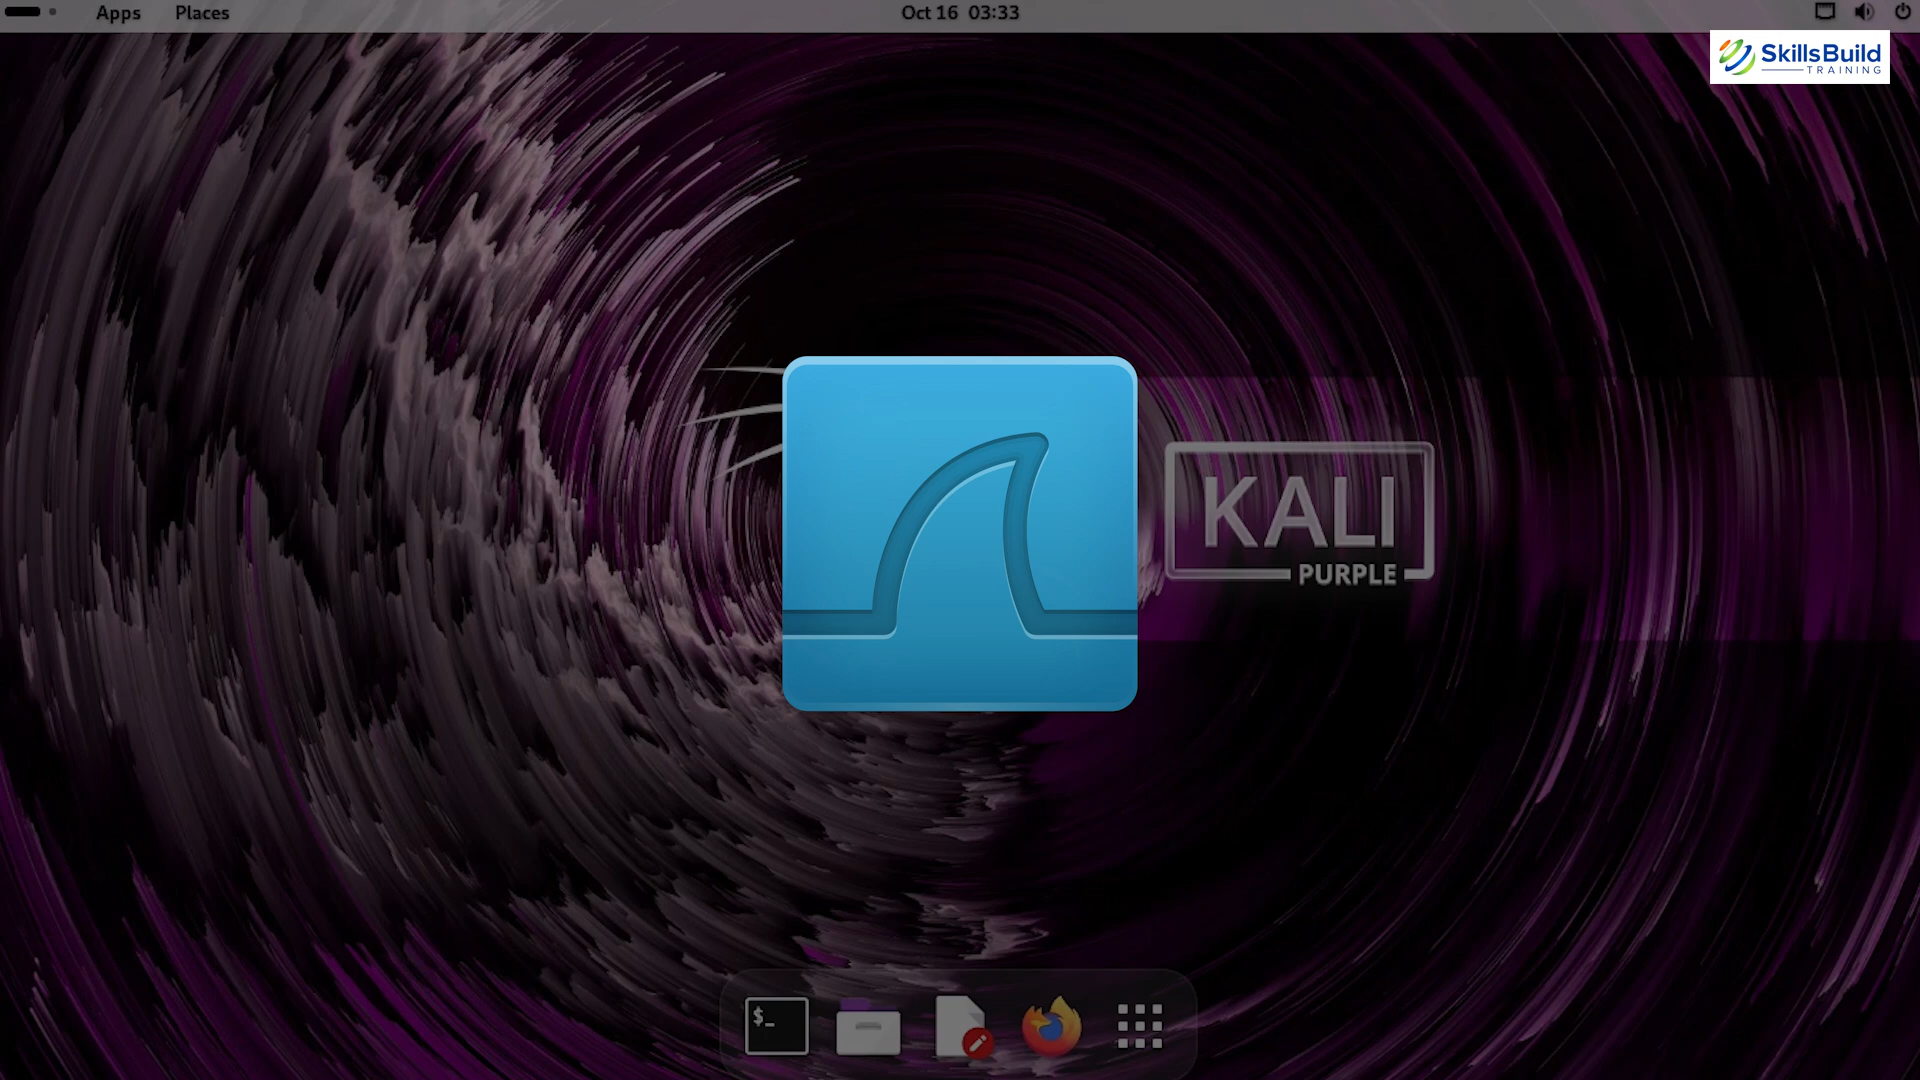 Apps Places Oct 16 03:33
SkillsBuild
TRAINING
KALI
PURPLE
$_